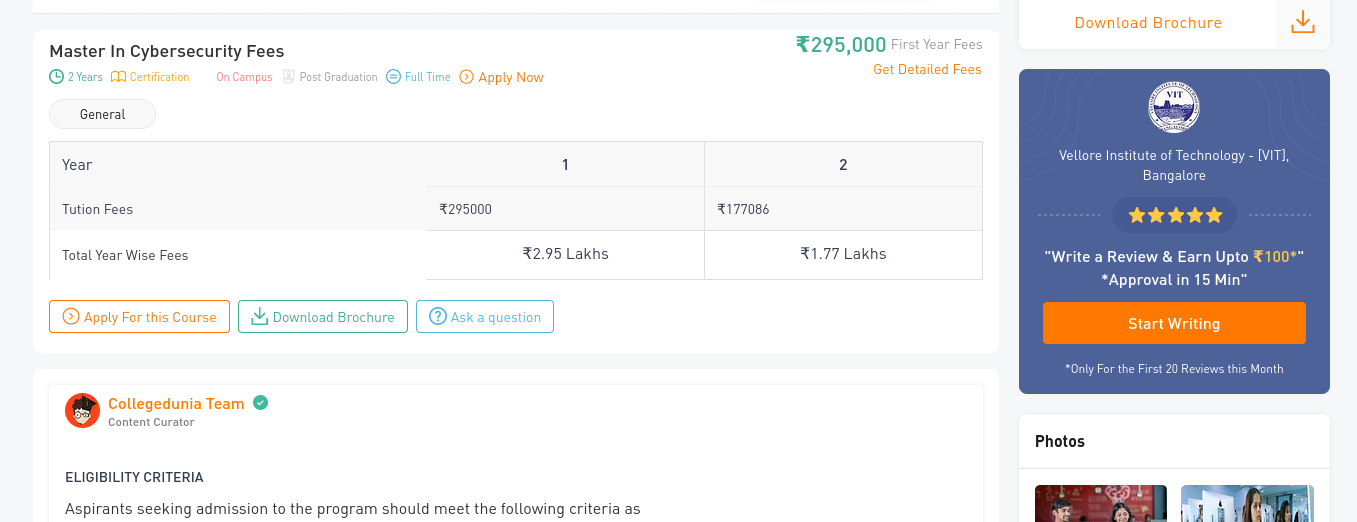 Master In Cybersecurity Fees
₹295,000 First Year Fees
2 Years Certification On Campus Post Graduation Full Time Apply Now
Get Detailed Fees
General
Year 1 2
Tution Fees ₹295000 ₹177086
Total Year Wise Fees ₹2.95 Lakhs ₹1.77 Lakhs
Apply For this Course Download Brochure Ask a question
Collegedunia Team
Content Curator
ELIGIBILITY CRITERIA
Aspirants seeking admission to the program should meet the following criteria as
Download Brochure
VIT
Vellore Institute of Technology - [VIT],
Bangalore
"Write a Review & Earn Upto ₹100*"
*Approval in 15 Min"
Start Writing
*Only For the First 20 Reviews this Month
Photos